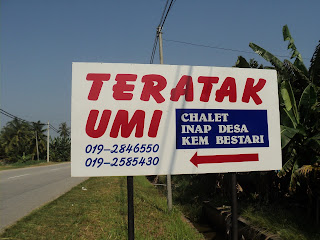 TERATAK
UMI
019-2846550
019-2585430
CHALET
INAP DESA
KEM BESTARI